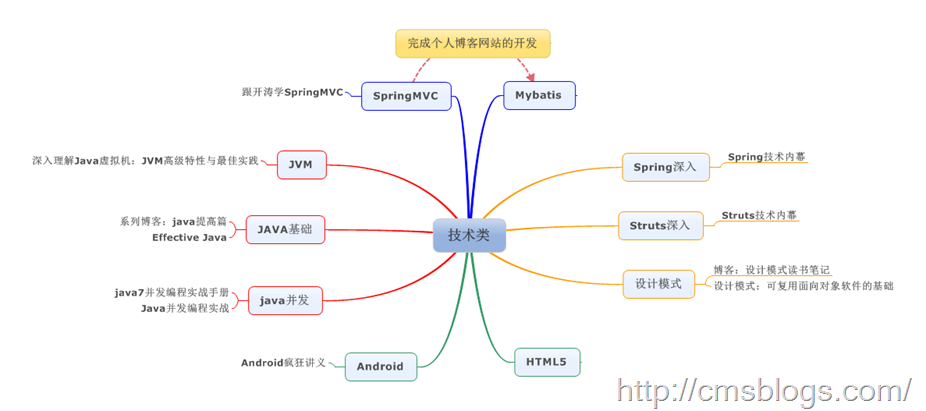 完成个人博客网站的开发
跟开涛学SpringMVC
SpringMVC
Mybatis
深入理解Java虚拟机：JVM高级特性与最佳实践
JVM
Spring深入
Spring技术内幕
系列博客：java提高篇
Effective Java
JAVA基础
技术类
Struts深入
Struts技术内幕
java7并发编程实战手册
Java并发编程实战
java并发
设计模式
博客：设计模式读书笔记
设计模式：可复用面向对象软件的基础
Android疯狂讲义
Android
HTML5
http://cmsblogs.com/